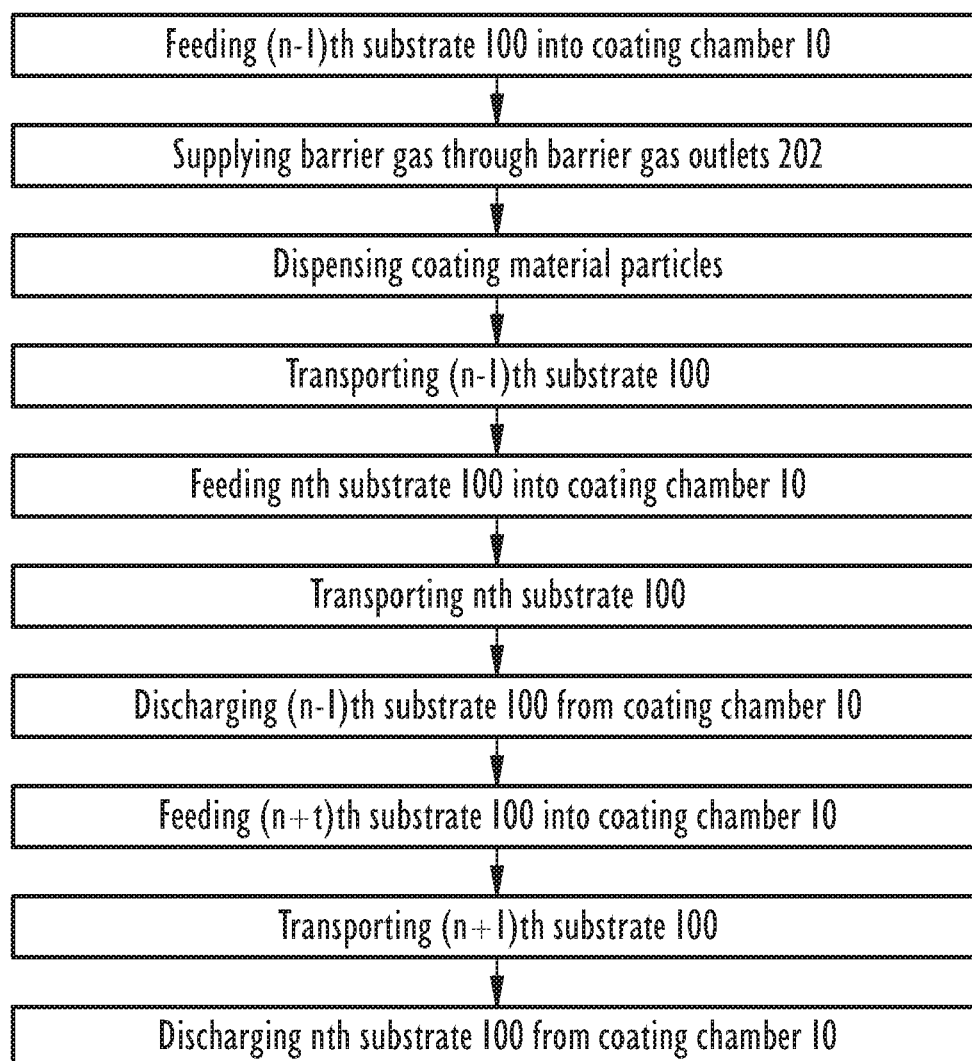 Feeding (n-1)th substrate 100 into coating chamber 10
Supplying barrier gas through barrier gas outlets 202
Dispensing coating material particles
Transporting (n-1)th substrate 100
Feeding nth substrate 100 into coating chamber 10
Transporting nth substrate 100
Discharging (n-1)th substrate 100 from coating chamber 10
Feeding (n+t)th substrate 100 into coating chamber 10
Transporting (n+1)th substrate 100
Discharging nth substrate 100 from coating chamber 10